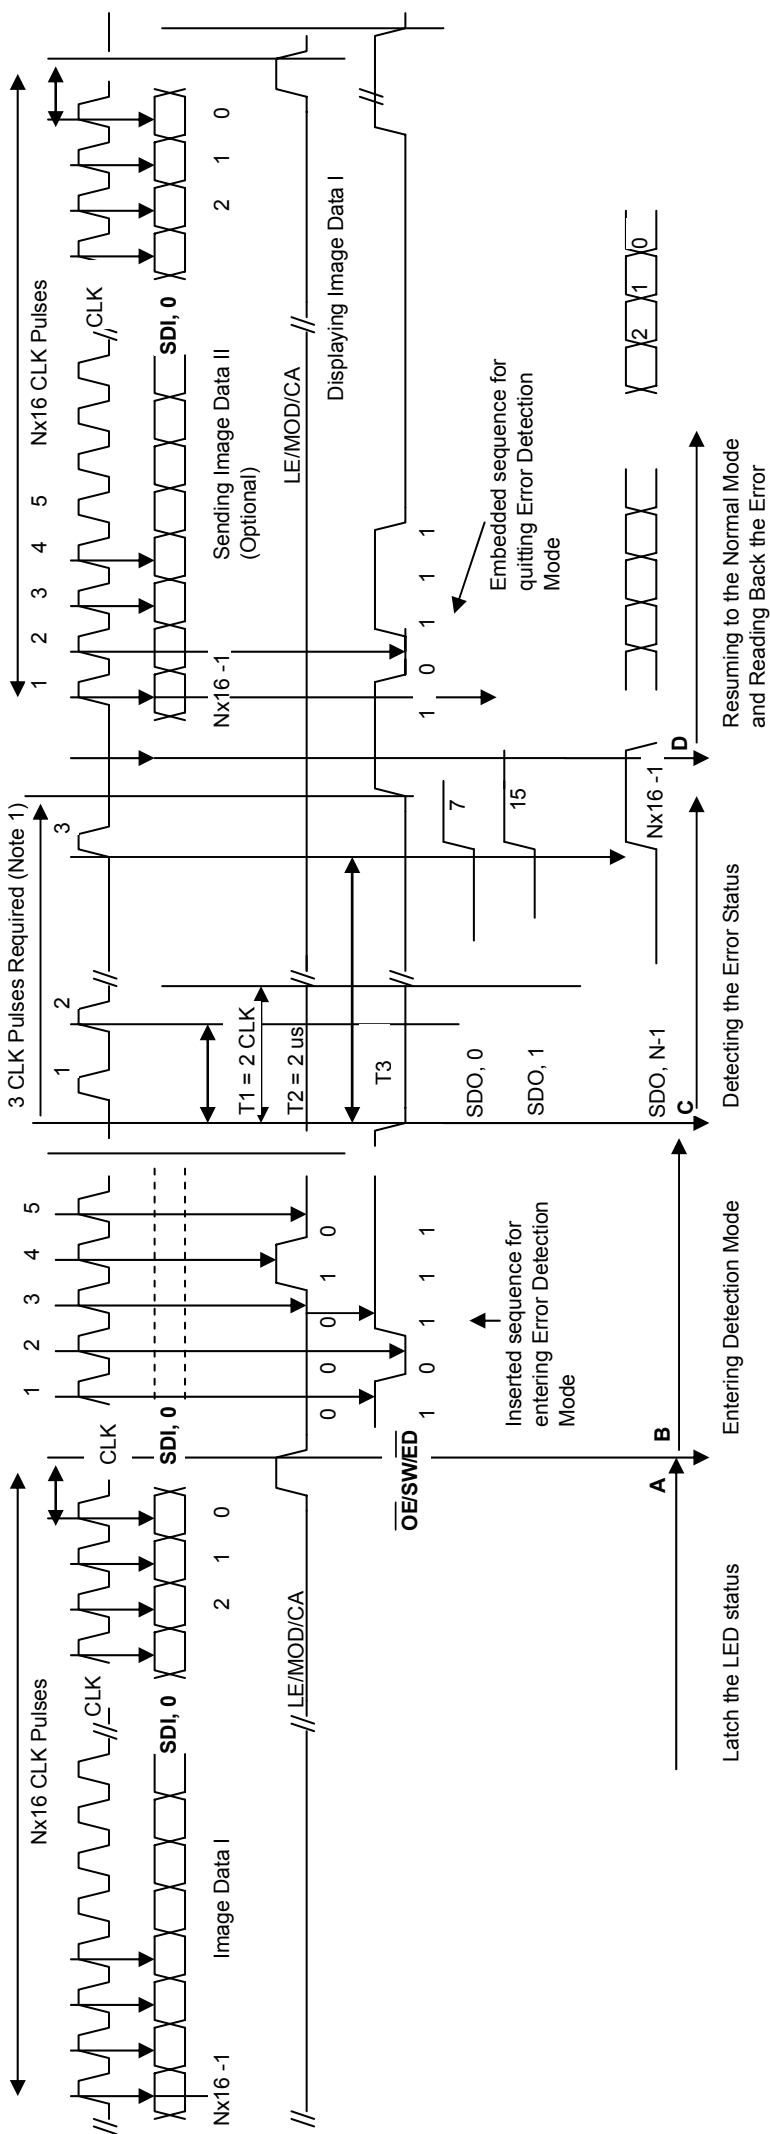 Nx16 CLK Pulses
3 CLK Pulses Required (Note 1)
Nx16 CLK Pulses
1 2 3 4 5
1 2 3
1 2 3 4 5
CLK
CLK
CLK
SDI, 0
SDI, 0
SDI, 0
Nx16 -1
Image Data I
2 1 0
T1 = 2 CLK
Nx16 -1
Sending Image Data II
(Optional)
2 1 0
LE/MOD/CA
0 0 0 1 0
T2 = 2 us
LE/MOD/CA
Displaying Image Data I
T3
OE/SW/ED
1 0 1 1 1
1 0 1 1 1
Inserted sequence for
entering Error Detection
Mode
SDO, 0
7
SDO, 1
15
Embedded sequence for
quitting Error Detection
Mode
SDO, N-1
Nx16 -1
2 1 0
A
B
C
D
Latch the LED status
Entering Detection Mode
Detecting the Error Status
Resuming to the Normal Mode
and Reading Back the Error